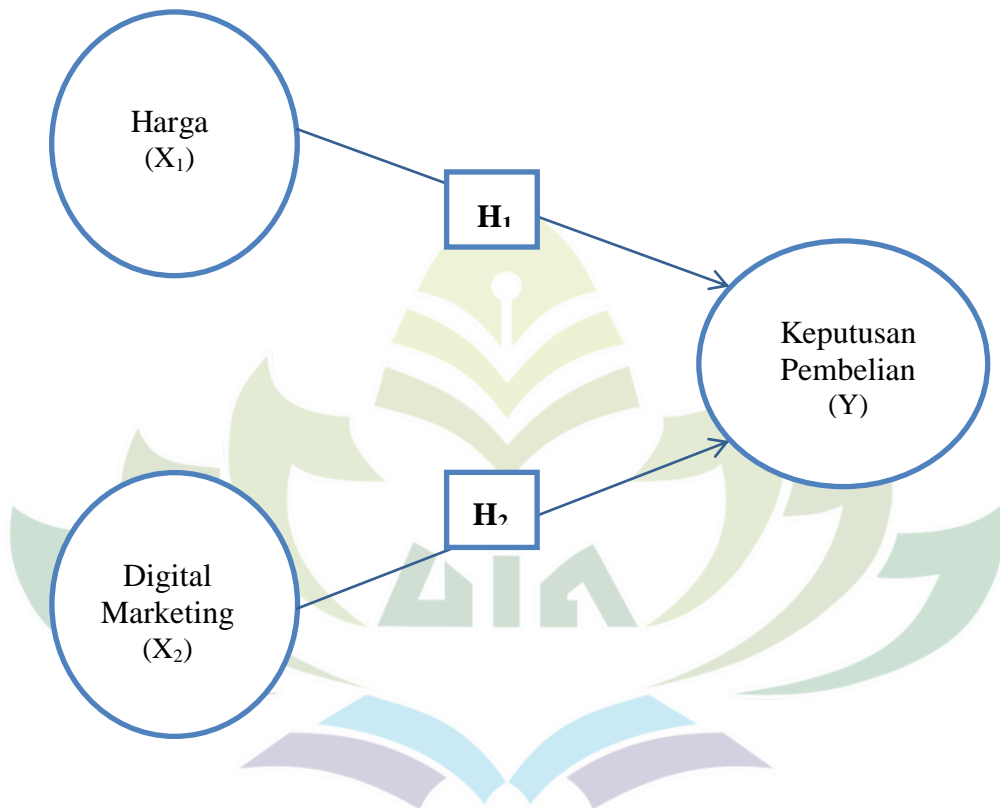 Harga
(X₁)
H₁
Keputusan
Pembelian
(Y)
H₂
Digital
Marketing
(X₂)